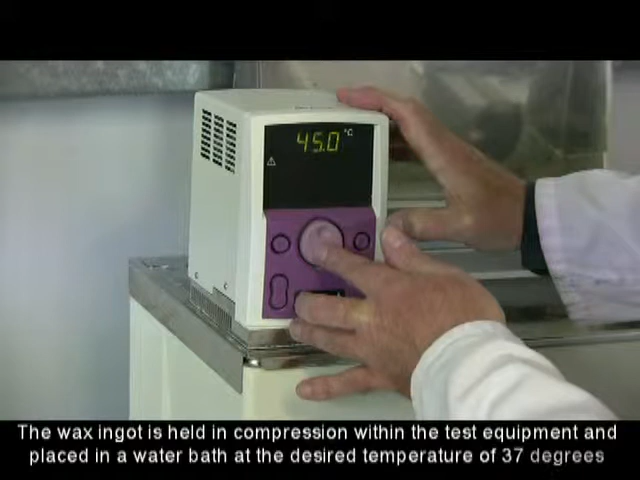 45.0 °C
The wax ingot is held in compression within the test equipment and
placed in a water bath at the desired temperature of 37 degrees